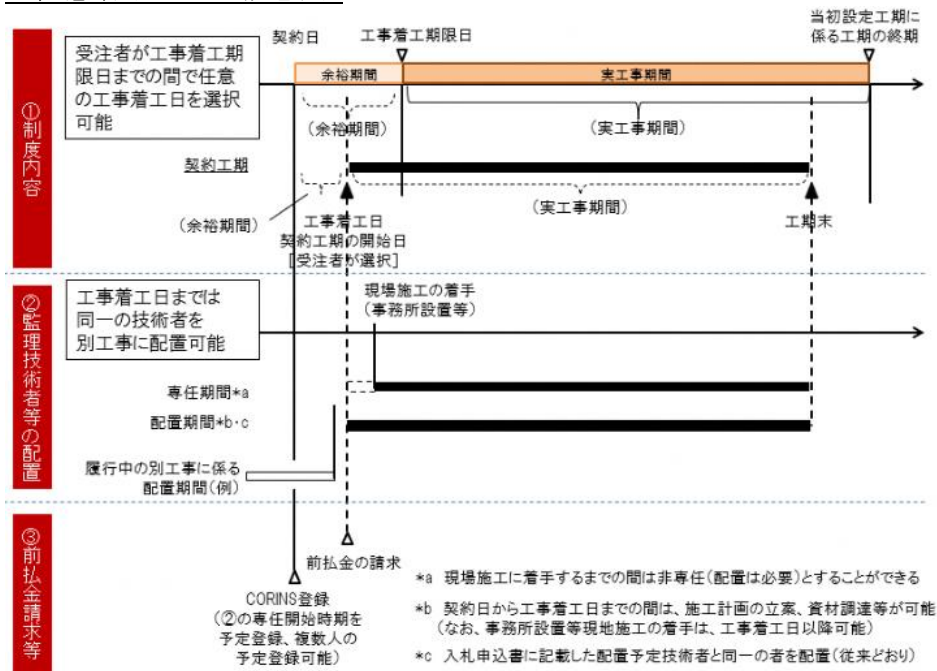 受注者が工事着工期
限日までの間で任意
の工事着工日を選択
可能
契約日
工事着工期限日
当初設定工期に
係る工期の終期
余裕期間
実工事期間
(余裕期間)
(実工事期間)
①制度内容
契約工期
(余裕期間)
工事着工日
契約工期の開始日
[受注者が選択]
(実工事期間)
工期末
②監理技術者等の配置
工事着工日までは
同一の技術者を
別工事に配置可能
現場施工の着手
(事務所設置等)
専任期間*a
配置期間*b・c
履行中の別工事に係る
配置期間(例)
③前払金請求等
前払金の請求
CORINS登録
(②の専任開始時期を
予定登録、複数人の
予定登録可能)
*a 現場施工に着手するまでの間は非専任(配置は必要)とすることができる
*b 契約日から工事着工日までの間は、施工計画の立案、資材調達等が可能
(なお、事務所設置等現地施工の着手は、工事着工日以降可能)
*c 入札申込書に記載した配置予定技術者と同一の者を配置(従来どおり)